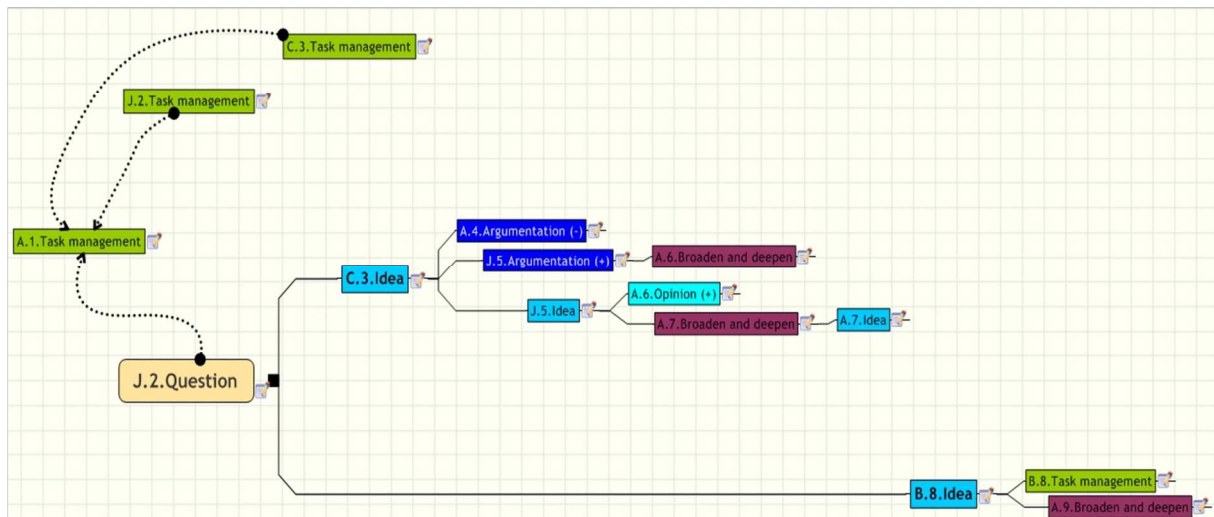 C.3.Task management
J.2.Task management
A.1.Task management
A.4.Argumentation (-)
J.5.Argumentation (+)
A.6.Broaden and deepen
C.3.Idea
J.5.Idea
A.6.Opinion (+)
A.7.Broaden and deepen
A.7.Idea
J.2.Question
B.8.Idea
B.8.Task management
A.9.Broaden and deepen